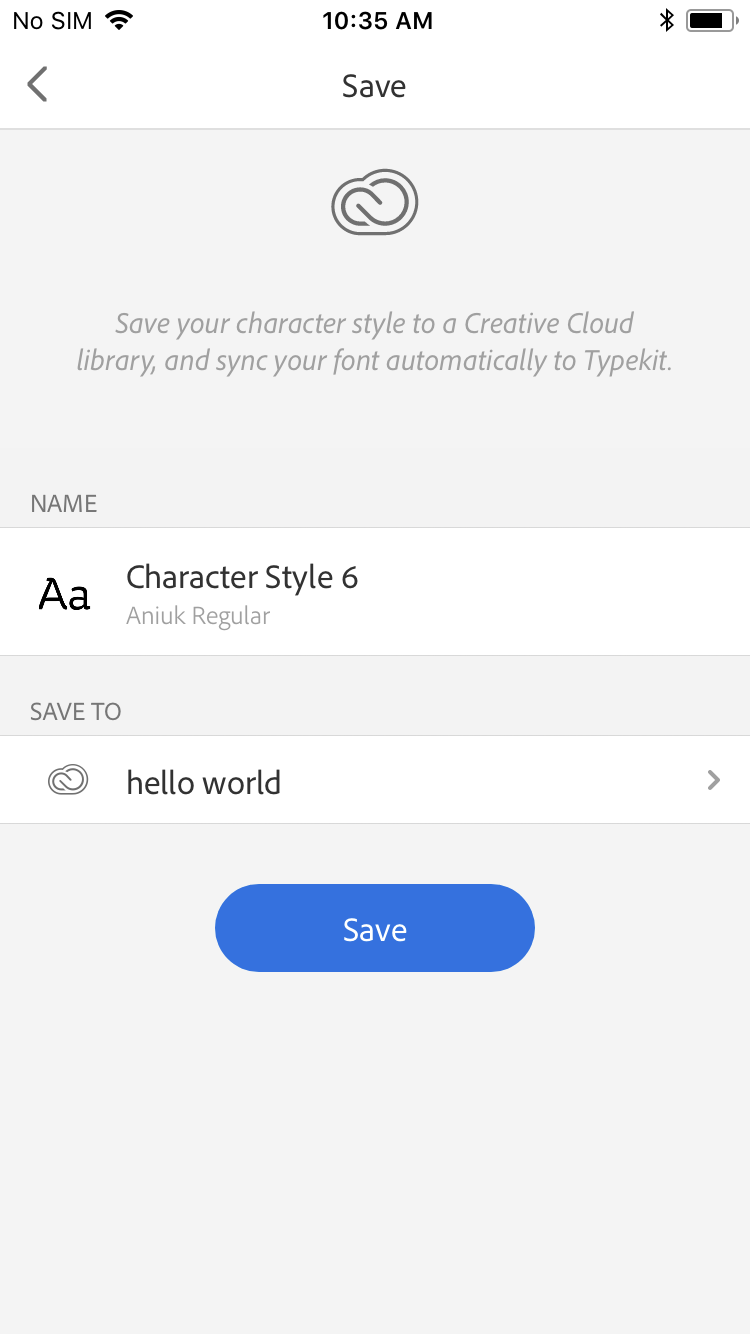 No SIM 10:35 AM
Save
Save your character style to a Creative Cloud
library, and sync your font automatically to Typekit.
NAME
Aa
Character Style 6
Aniuk Regular
SAVE TO
hello world
Save